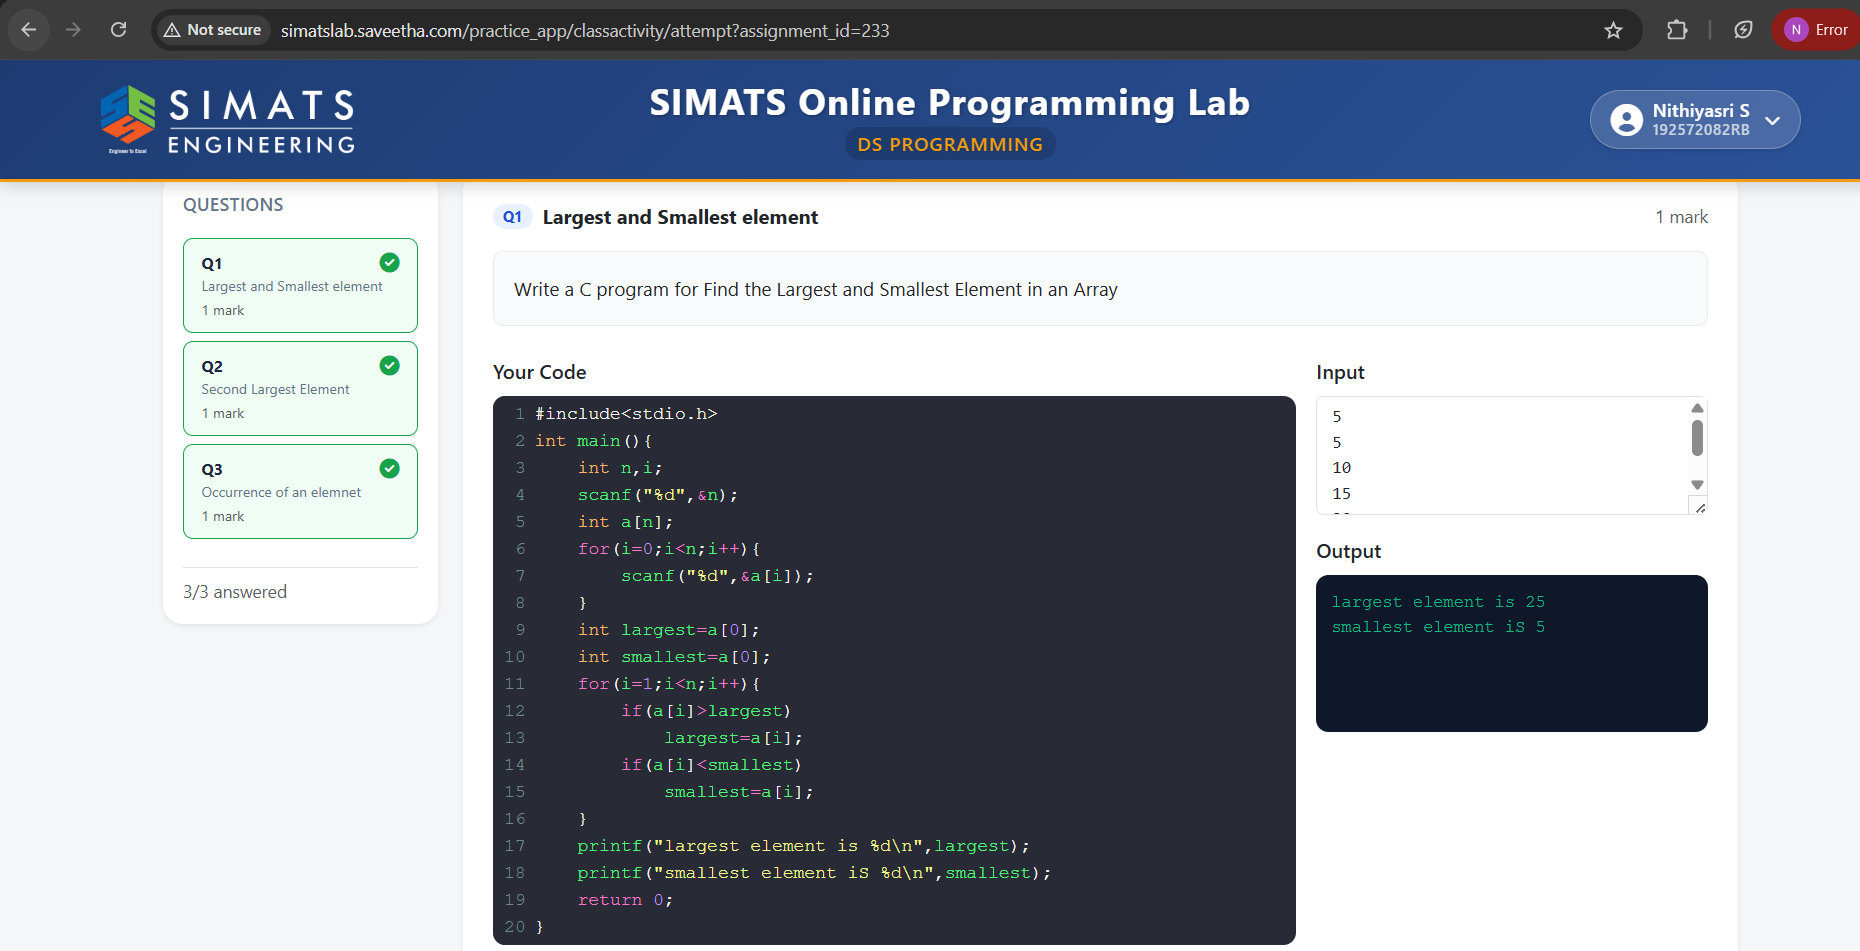 Not secure
simatslab.saveetha.com/practice_app/classactivity/attempt?assignment_id=233
N
Error
SIMATS
ENGINEERING
Engineer to Excel
SIMATS Online Programming Lab
DS PROGRAMMING
Nithiyasri S
192572082RB
QUESTIONS
Q1
Largest and Smallest element
1 mark
Q2
Second Largest Element
1 mark
Q3
Occurrence of an elemnet
1 mark
3/3 answered
Q1 Largest and Smallest element
1 mark
Write a C program for Find the Largest and Smallest Element in an Array
Your Code
1 #include<stdio.h>
2 int main(){
3     int n,i;
4     scanf("%d",&n);
5     int a[n];
6     for(i=0;i<n;i++){
7         scanf("%d",&a[i]);
8     }
9     int largest=a[0];
10     int smallest=a[0];
11     for(i=1;i<n;i++){
12         if(a[i]>largest)
13             largest=a[i];
14         if(a[i]<smallest)
15             smallest=a[i];
16     }
17     printf("largest element is %d\n",largest);
18     printf("smallest element iS %d\n",smallest);
19     return 0;
20 }
Input
5
5
10
15
Output
largest element is 25
smallest element iS 5